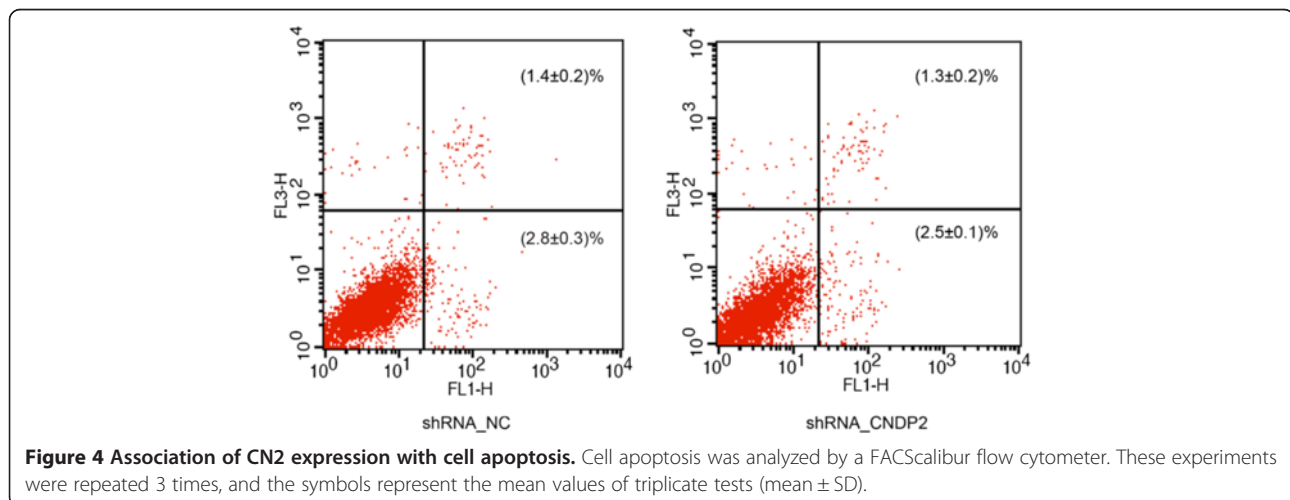 10⁴
10³
10²
10¹
10⁰
FL3-H
(1.4±0.2)%
(2.8±0.3)%
10⁰ 10¹ 10² 10³ 10⁴
FL1-H
shRNA_NC
10⁴
10³
10²
10¹
10⁰
FL3-H
(1.3±0.2)%
(2.5±0.1)%
10⁰ 10¹ 10² 10³ 10⁴
FL1-H
shRNA_CNDP2
Figure 4 Association of CN2 expression with cell apoptosis. Cell apoptosis was analyzed by a FACScalibur flow cytometer. These experiments
were repeated 3 times, and the symbols represent the mean values of triplicate tests (mean ± SD).